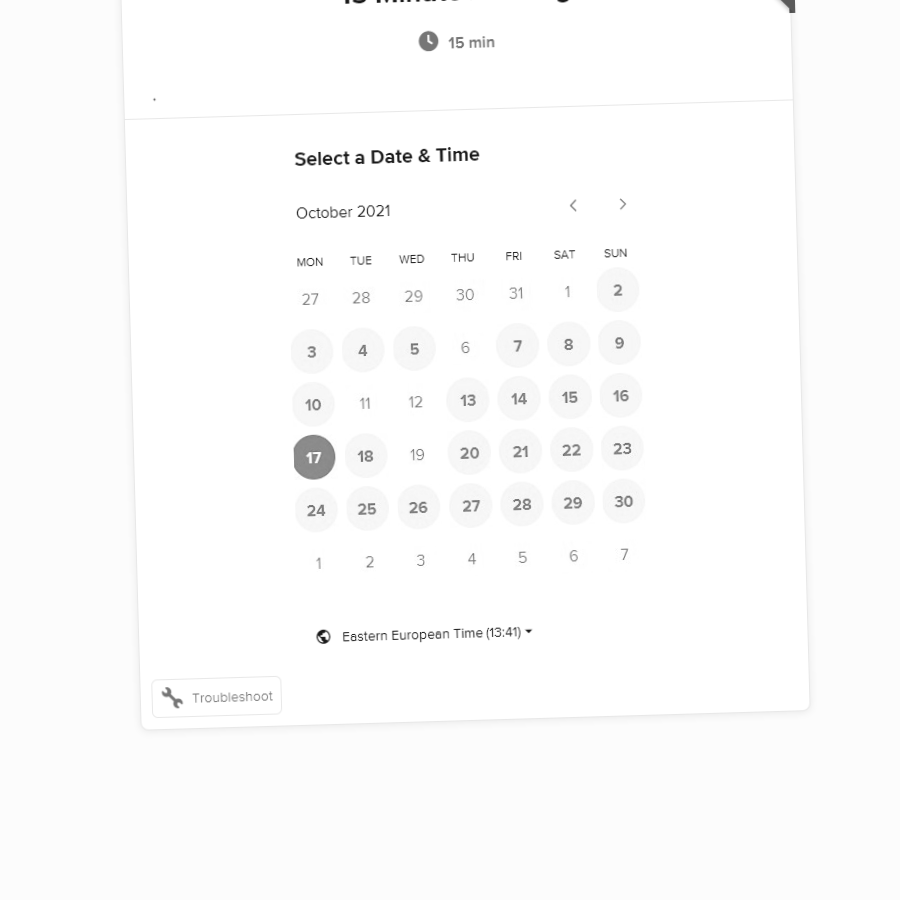 15 min
.
Select a Date & Time
October 2021
MON TUE WED THU FRI SAT SUN
27 28 29 30 31 1 2
3 4 5 6 7 8 9
10 11 12 13 14 15 16
17 18 19 20 21 22 23
24 25 26 27 28 29 30
1 2 3 4 5 6 7
Eastern European Time (13:41)
Troubleshoot